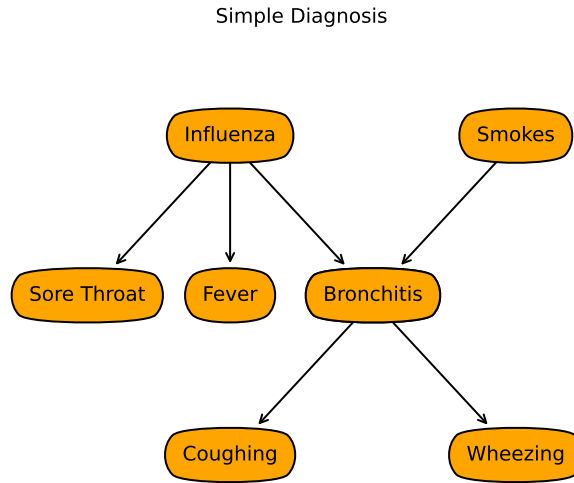 Simple Diagnosis
Influenza
Smokes
Sore Throat
Fever
Bronchitis
Coughing
Wheezing